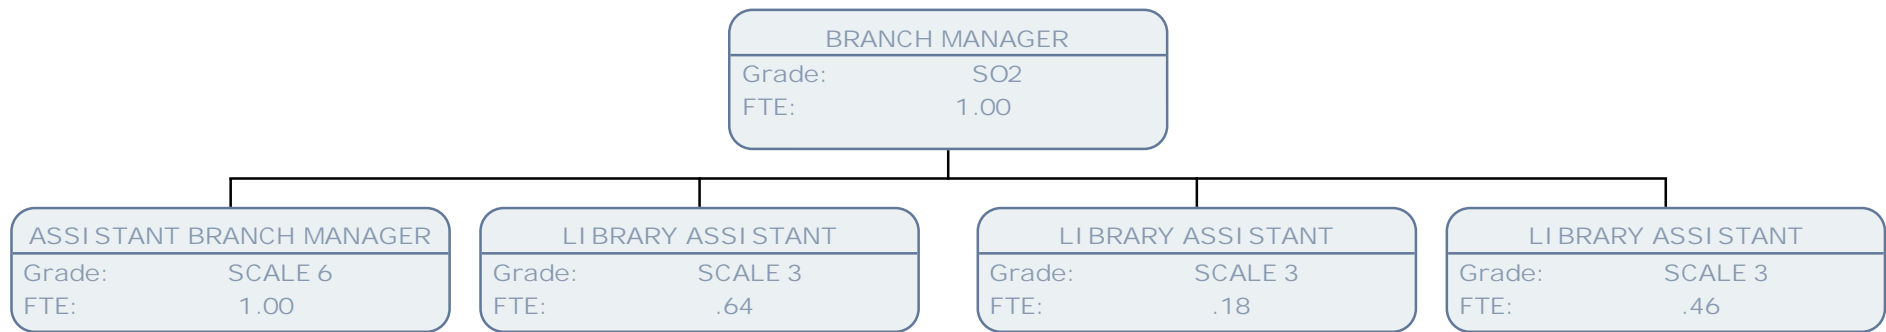 BRANCH MANAGER
Grade: SO2
FTE: 1.00
ASSISTANT BRANCH MANAGER
Grade: SCALE 6
FTE: 1.00
LIBRARY ASSISTANT
Grade: SCALE 3
FTE: .64
LIBRARY ASSISTANT
Grade: SCALE 3
FTE: .18
LIBRARY ASSISTANT
Grade: SCALE 3
FTE: .46